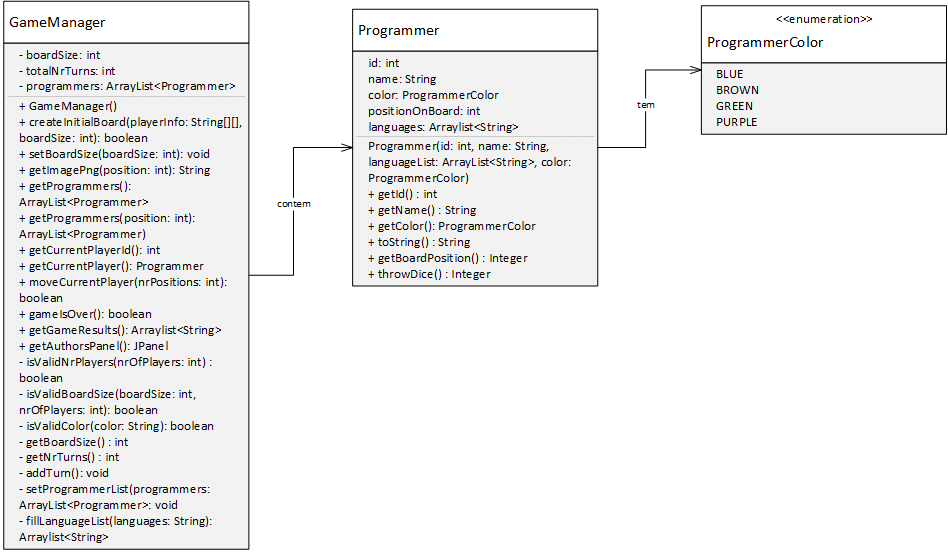 GameManager
- boardSize: int
- totalNrTurns: int
- programmers: ArrayList<Programmer>
+ GameManager()
+ createInitialBoard(playerInfo: String[][],
boardSize: int): boolean
+ setBoardSize(boardSize: int): void
+ getImagePng(position: int): String
+ getProgrammers():
ArrayList<Programmer>
+ getProgrammers(position: int):
ArrayList<Programmer)
+ getCurrentPlayerId(): int
+ getCurrentPlayer(): Programmer
+ moveCurrentPlayer(nrPositions: int):
boolean
+ gameIsOver(): boolean
+ getGameResults(): Arraylist<String>
+ getAuthorsPanel(): JPanel
- isValidNrPlayers(nrOfPlayers: int) :
boolean
- isValidBoardSize(boardSize: int,
nrOfPlayers: int): boolean
- isValidColor(color: String): boolean
- getBoardSize() : int
- getNrTurns() : int
- addTurn(): void
- setProgrammerList(programmers:
ArrayList<Programmer>: void
- fillLanguageList(languages: String):
Arraylist<String>
contem
Programmer
id: int
name: String
color: ProgrammerColor
positionOnBoard: int
languages: Arraylist<String>
Programmer(id: int, name: String,
languageList: ArrayList<String>, color:
ProgrammerColor)
+ getId() : int
+ getName() : String
+ getColor(): ProgrammerColor
+ toString() : String
+ getBoardPosition() : Integer
+ throwDice() : Integer
tem
<<enumeration>>
ProgrammerColor
BLUE
BROWN
GREEN
PURPLE